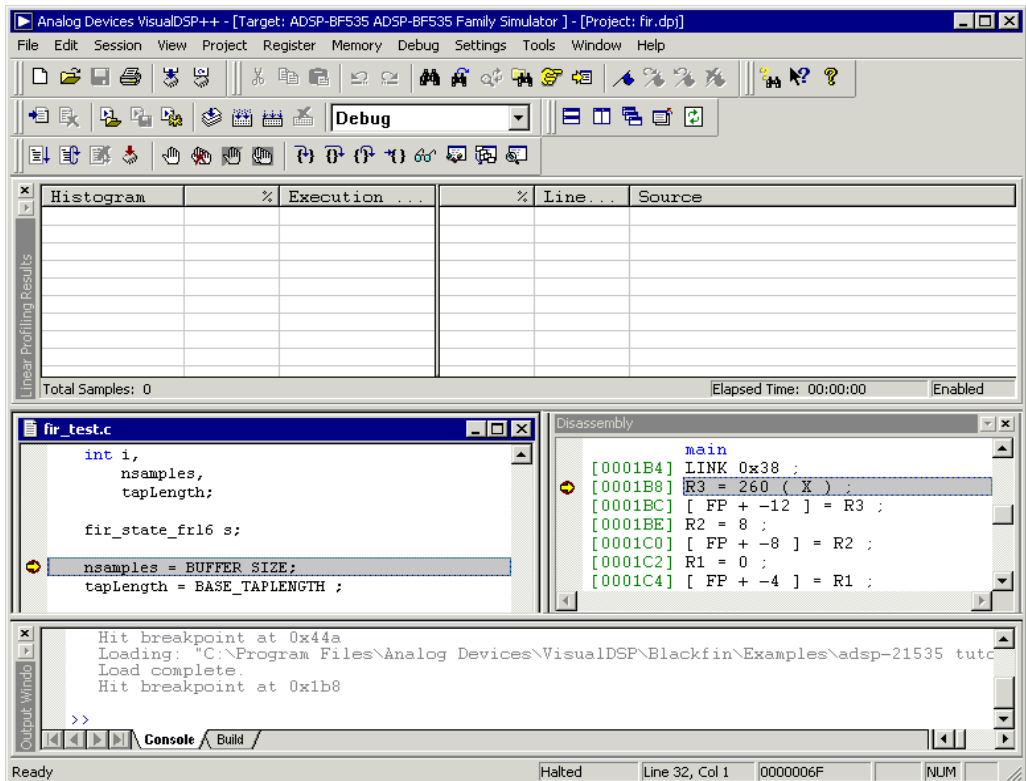 Analog Devices VisualDSP++ - [Target: ADSP-BF535 ADSP-BF535 Family Simulator ] - [Project: fir.dpj]
File Edit Session View Project Register Memory Debug Settings Tools Window Help
Debug
Histogram % Execution ... % Line... Source
Linear Profiling Results
Total Samples: 0 Elapsed Time: 00:00:00 Enabled
fir_test.c
int i,
nsamples,
tapLength;
fir_state_fr16 s;
nsamples = BUFFER_SIZE;
tapLength = BASE_TAPLENGTH ;
Disassembly
main
[0001B4] LINK 0x38 ;
[0001B8] R3 = 260 ( X ) ;
[0001BC] [ FP + -12 ] = R3 ;
[0001BE] R2 = 8 ;
[0001C0] [ FP + -8 ] = R2 ;
[0001C2] R1 = 0 ;
[0001C4] [ FP + -4 ] = R1 ;
Output Windo
Hit breakpoint at 0x44a
Loading: "C:\Program Files\Analog Devices\VisualDSP\Blackfin\Examples\adsp-21535 tuto
Load complete.
Hit breakpoint at 0x1b8
>>
Console Build
Ready Halted Line 32, Col 1 0000006F NUM